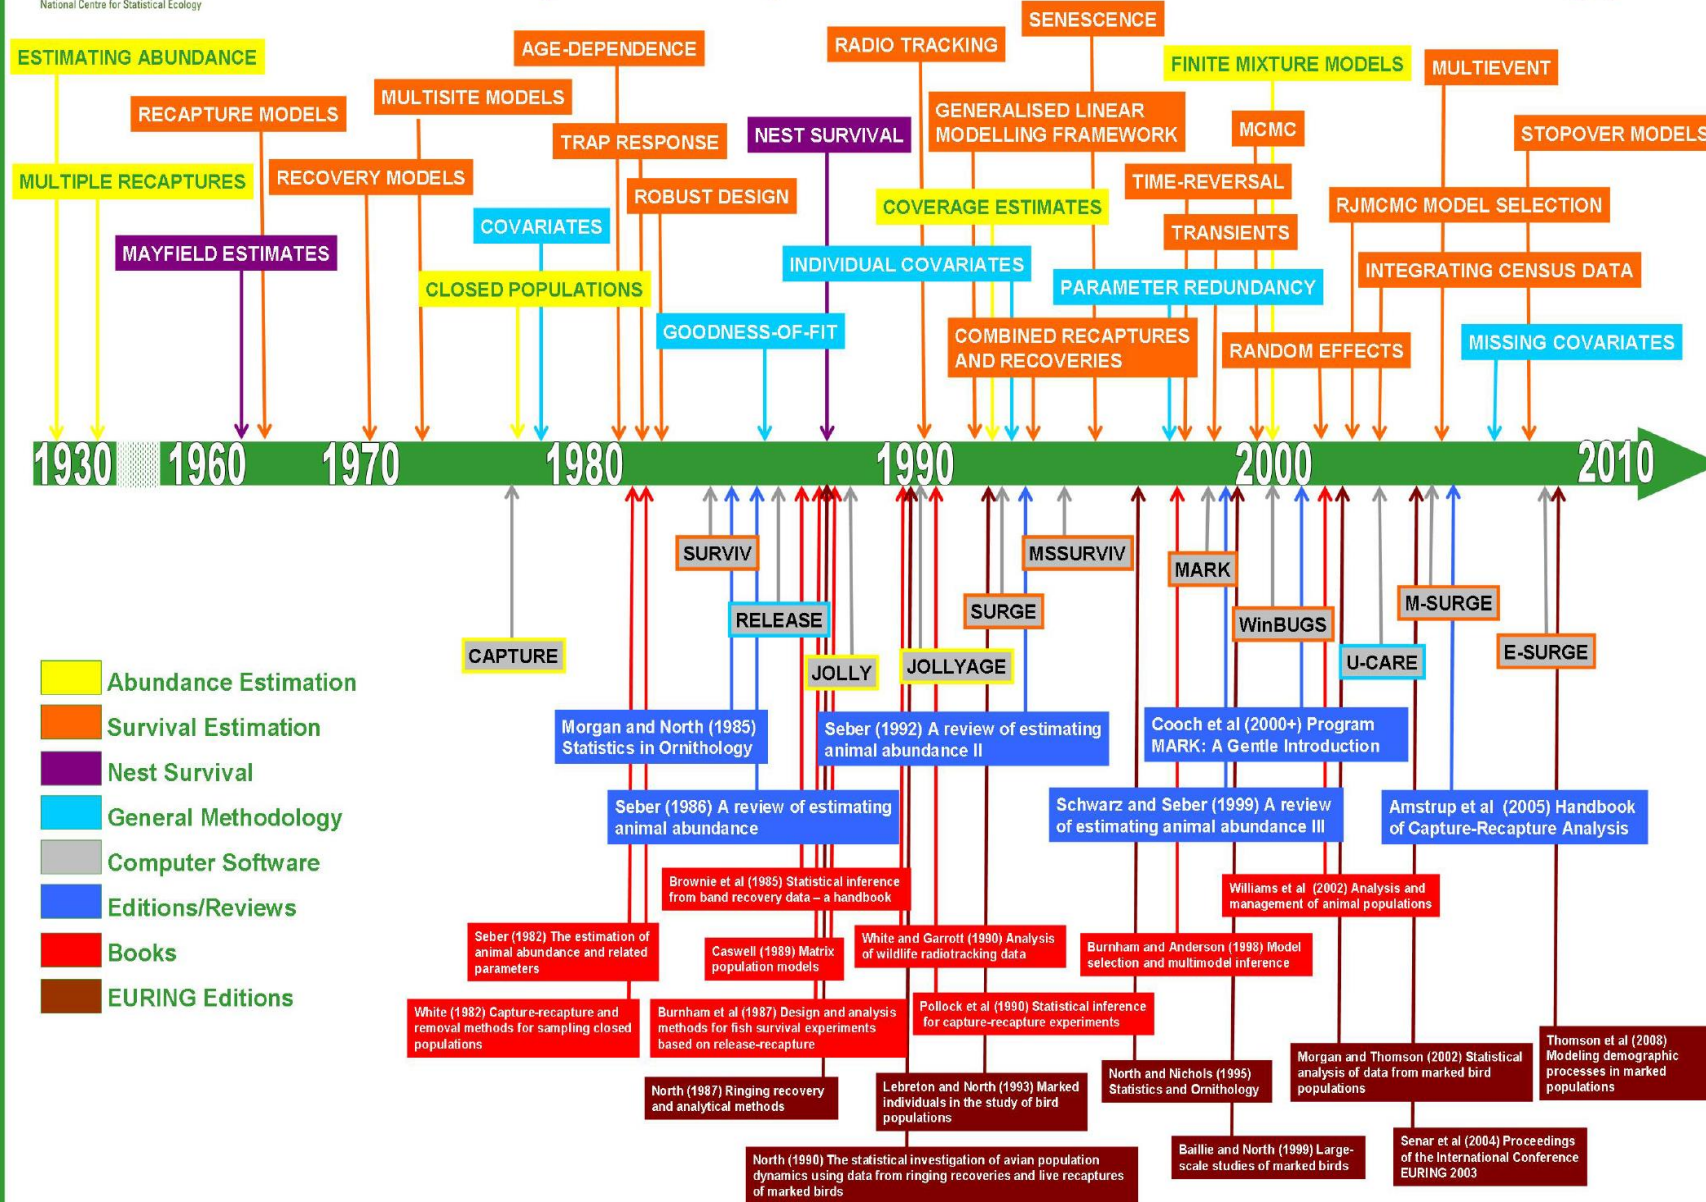 National Centre for Statistical Ecology
SENESCENCE
ESTIMATING ABUNDANCE
AGE-DEPENDENCE
RADIO TRACKING
FINITE MIXTURE MODELS
MULTIEVENT
RECAPTURE MODELS
MULTISITE MODELS
TRAP RESPONSE
NEST SURVIVAL
GENERALISED LINEAR
MODELLING FRAMEWORK
MCMC
STOPOVER MODELS
MULTIPLE RECAPTURES
RECOVERY MODELS
ROBUST DESIGN
TIME-REVERSAL
COVERAGE ESTIMATES
RJMCMC MODEL SELECTION
COVARIATES
TRANSIENTS
MAYFIELD ESTIMATES
INDIVIDUAL COVARIATES
INTEGRATING CENSUS DATA
CLOSED POPULATIONS
PARAMETER REDUNDANCY
GOODNESS-OF-FIT
COMBINED RECAPTURES
AND RECOVERIES
RANDOM EFFECTS
MISSING COVARIATES
1930
1960
1970
1980
1990
2000
2010
SURVIV
MSSURVIV
MARK
RELEASE
SURGE
WinBUGS
M-SURGE
CAPTURE
JOLLY
JOLLYAGE
U-CARE
E-SURGE
Abundance Estimation
Survival Estimation
Nest Survival
General Methodology
Computer Software
Editions/Reviews
Books
EURING Editions
Morgan and North (1985)
Statistics in Ornithology
Seber (1992) A review of estimating
animal abundance II
Cooch et al (2000+) Program
MARK: A Gentle Introduction
Seber (1986) A review of estimating
animal abundance
Schwarz and Seber (1999) A review
of estimating animal abundance III
Amstrup et al (2005) Handbook
of Capture-Recapture Analysis
Brownie et al (1985) Statistical inference
from band recovery data – a handbook
Williams et al (2002) Analysis and
management of animal populations
Seber (1982) The estimation of
animal abundance and related
parameters
Caswell (1989) Matrix
population models
White and Garrott (1990) Analysis
of wildlife radiotracking data
Burnham and Anderson (1998) Model
selection and multimodel inference
White (1982) Capture-recapture and
removal methods for sampling closed
populations
Burnham et al (1987) Design and analysis
methods for fish survival experiments
based on release-recapture
Pollock et al (1990) Statistical inference
for capture-recapture experiments
North (1987) Ringing recovery
and analytical methods
Lebreton and North (1993) Marked
individuals in the study of bird
populations
North and Nichols (1995)
Statistics and Ornithology
Morgan and Thomson (2002) Statistical
analysis of data from marked bird
populations
Thomson et al (2008)
Modeling demographic
processes in marked
populations
North (1990) The statistical investigation of avian population
dynamics using data from ringing recoveries and live recaptures
of marked birds
Baillie and North (1999) Large-
scale studies of marked birds
Senar et al (2004) Proceedings
of the International Conference
EURING 2003